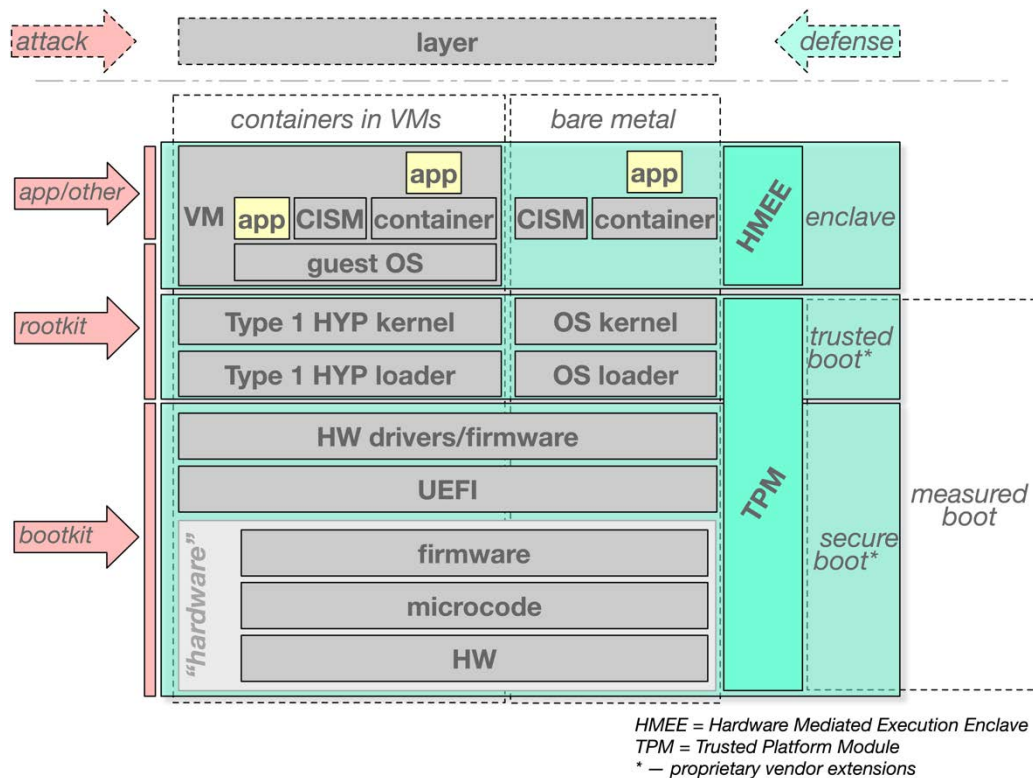 attack
layer
defense
containers in VMs
bare metal
app/other
VM
app
app
CISM
container
guest OS
app
CISM
container
HMEE
enclave
rootkit
Type 1 HYP kernel
OS kernel
Type 1 HYP loader
OS loader
trusted
boot*
bootkit
HW drivers/firmware
UEFI
"hardware"
firmware
microcode
HW
TPM
secure
boot*
measured
boot
HMEE = Hardware Mediated Execution Enclave
TPM = Trusted Platform Module
* — proprietary vendor extensions